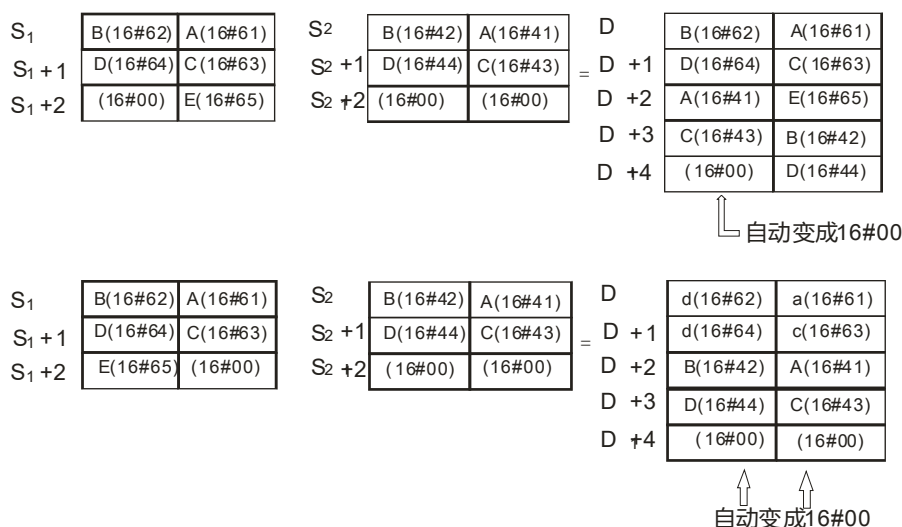 S1 B(16#62) A(16#61) S2 B(16#42) A(16#41) D B(16#62) A(16#61)
S1+1 D(16#64) C(16#63) S2+1 D(16#44) C(16#43) = D+1 D(16#64) C(16#63)
S1+2 (16#00) E(16#65) S2+2 (16#00) (16#00) D+2 A(16#41) E(16#65)
D+3 C(16#43) B(16#42)
D+4 (16#00) D(16#44)
自动变成16#00
S1 B(16#62) A(16#61) S2 B(16#42) A(16#41) D d(16#62) a(16#61)
S1+1 D(16#64) C(16#63) S2+1 D(16#44) C(16#43) = D+1 d(16#64) c(16#63)
S1+2 E(16#65) (16#00) S2+2 (16#00) (16#00) D+2 B(16#42) A(16#41)
D+3 D(16#44) C(16#43)
D+4 (16#00) (16#00)
自动变成16#00